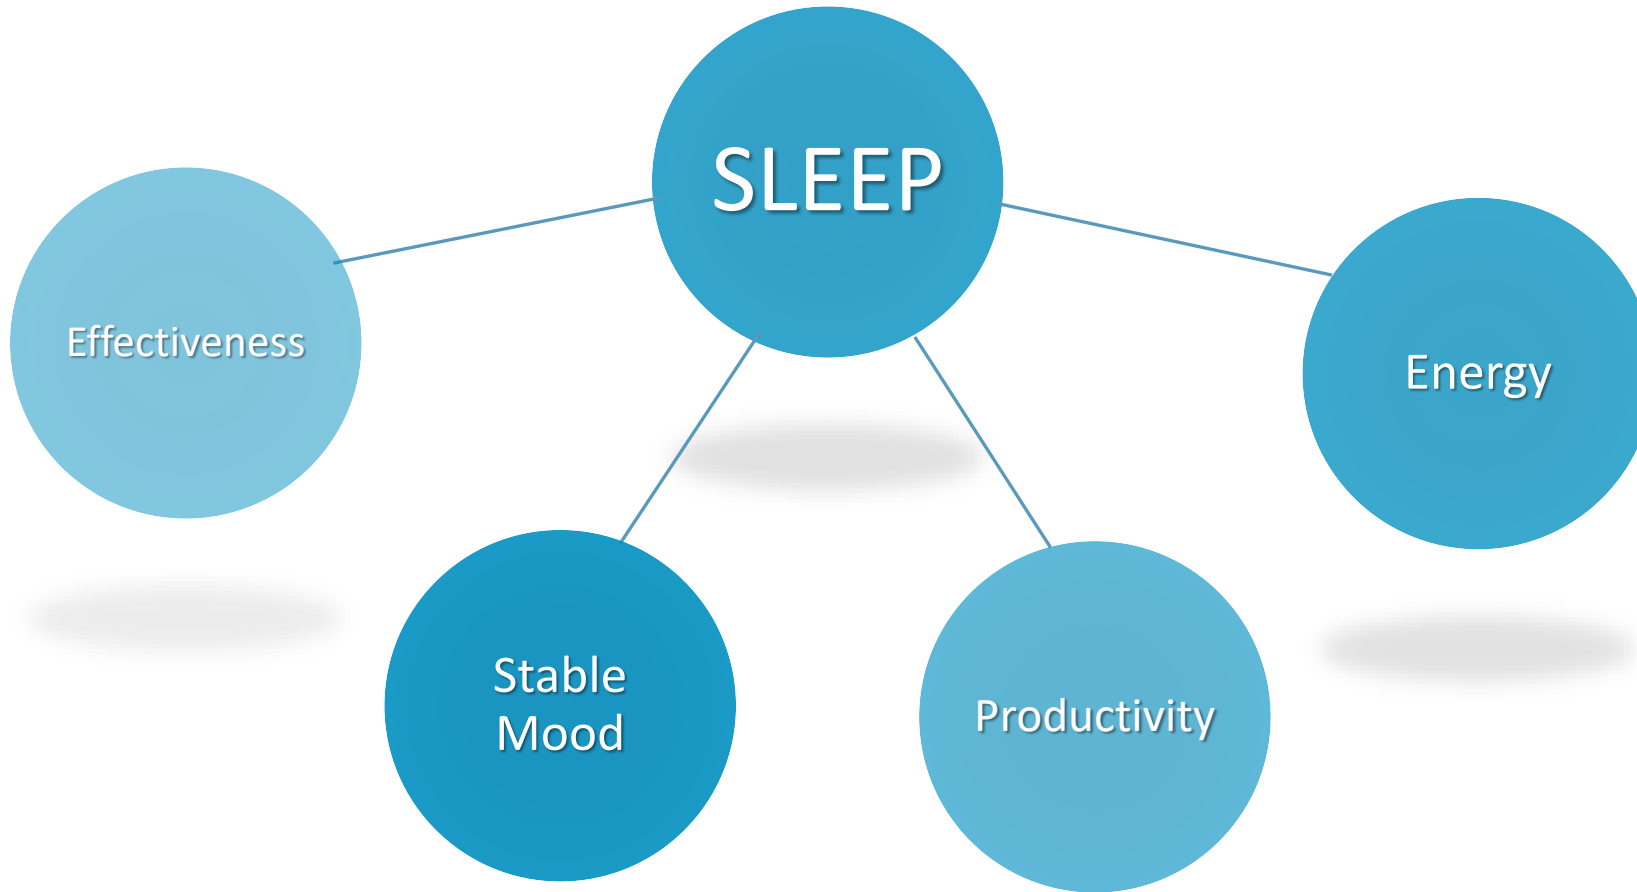 SLEEP
Effectiveness
Energy
Stable
Mood
Productivity